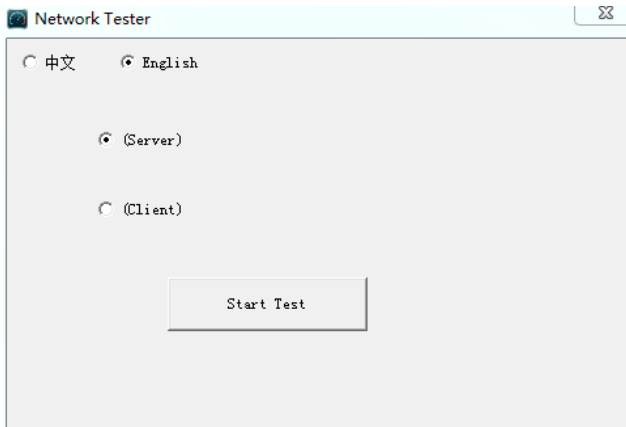 Network Tester
中文 English
(Server)
(Client)
Start Test